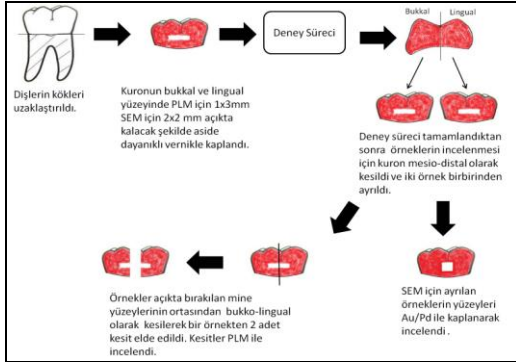 Dişlerin kökleri
uzaklaştırıldı.
Kuronun bukkal ve lingual
yüzeyinde PLM için 1x3mm
SEM için 2x2 mm açıkta
kalacak şekilde aside
dayanıklı vernikle kaplandı.
Deney Süreci
Bukkal Lingual
Deney süreci tamamlandıktan
sonra örneklerin incelenmesi
için kuron mesio-distal olarak
kesildi ve iki örnek birbirinden
ayrıldı.
Örnekler açıkta bırakılan mine
yüzeylerinin ortasından bukko-lingual
olarak kesilerek bir örnekten 2 adet
kesit elde edildi. Kesitler PLM ile
incelendi.
SEM için ayrılan
örneklerin yüzeyleri
Au/Pd ile kaplanarak
incelendi .